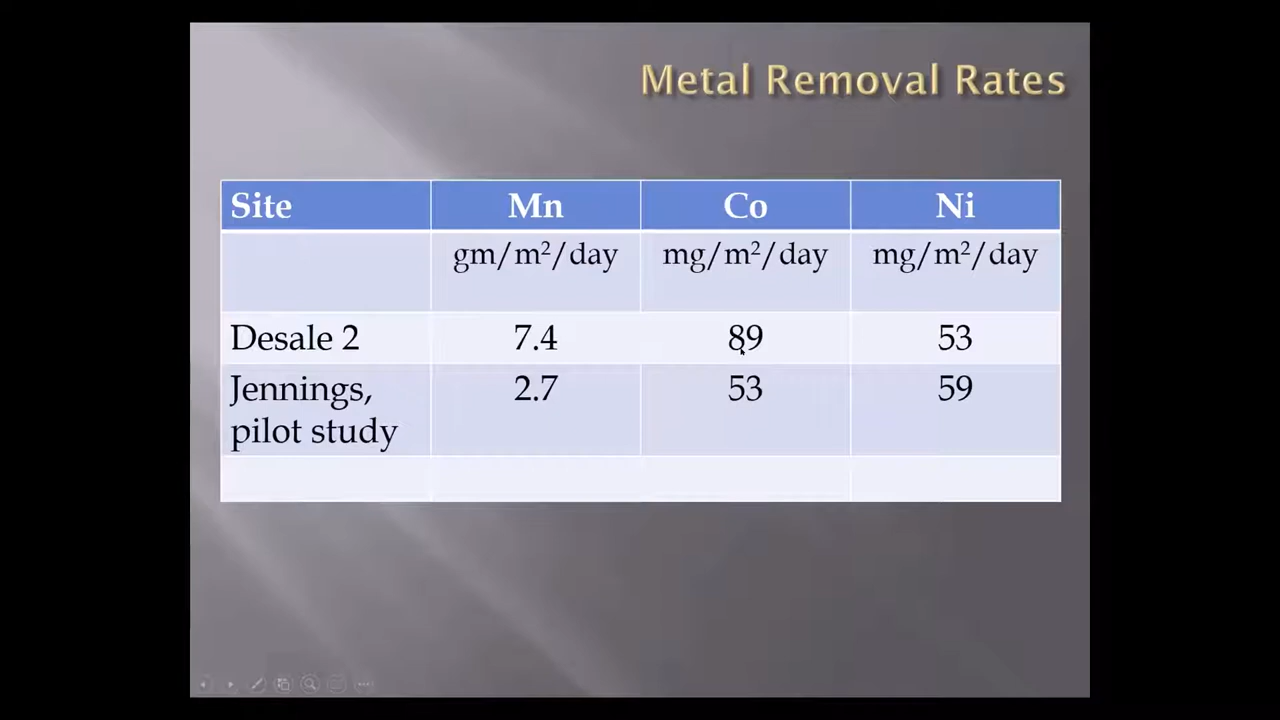 Metal Removal Rates
Site Mn Co Ni
gm/m²/day mg/m²/day mg/m²/day
Desale 2 7.4 89 53
Jennings, 2.7 53 59
pilot study